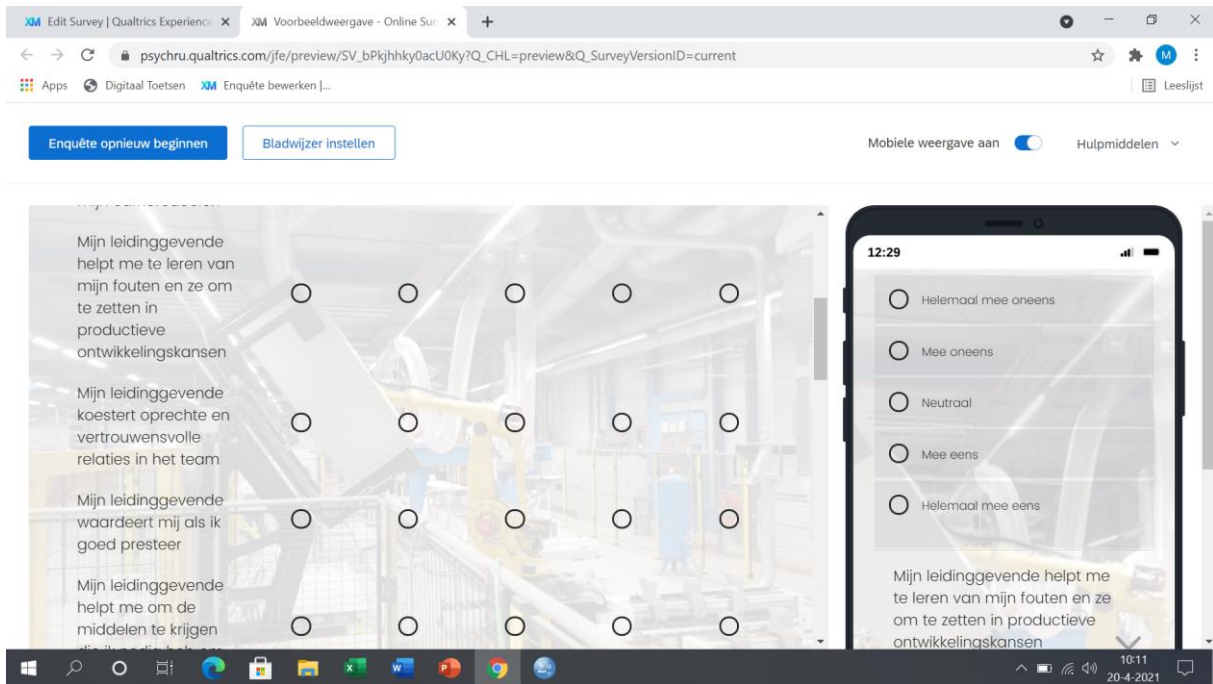 XM Edit Survey | Qualtrics Experience
XM Voorbeeldweergave - Online Sur
psychru.qualtrics.com/jfe/preview/SV_bPkjhhky0acU0Ky?Q_CHL=preview&Q_SurveyVersionID=current
M
Apps Digitaal Toetsen XM Enquête bewerken |...
Leeslijst
Enquête opnieuw beginnen
Bladwijzer instellen
Mobiele weergave aan
Hulpmiddelen
Mijn leidinggevende
helpt me te leren van
mijn fouten en ze om
te zetten in
productieve
ontwikkelingskansen
Mijn leidinggevende
koestert oprechte en
vertrouwensvolle
relaties in het team
Mijn leidinggevende
waardeert mij als ik
goed presteer
Mijn leidinggevende
helpt me om de
middelen te krijgen
12:29
Helemaal mee oneens
Mee oneens
Neutraal
Mee eens
Helemaal mee eens
Mijn leidinggevende helpt me
te leren van mijn fouten en ze
om te zetten in productieve
ontwikkelingskansen
10:11
20-4-2021